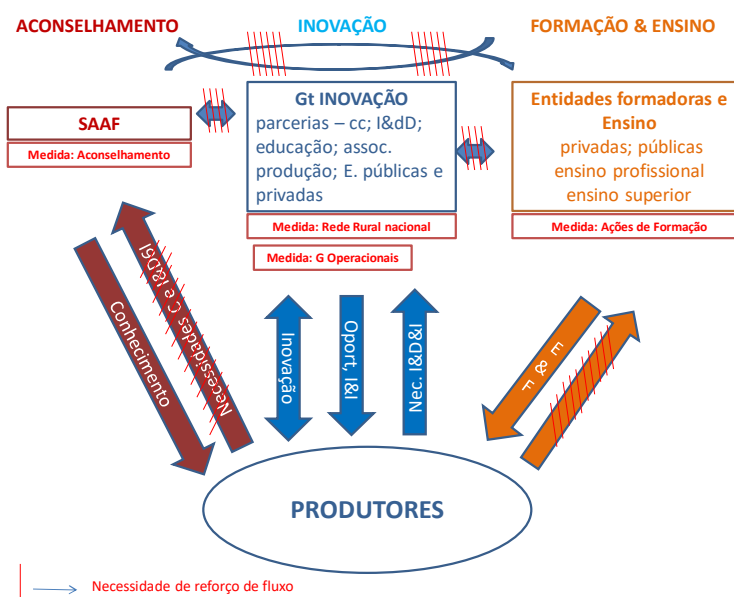 ACONSELHAMENTO
INOVAÇÃO
FORMAÇÃO & ENSINO
SAAF
Medida: Aconselhamento
Gt INOVAÇÃO
parcerias – cc; I&dD;
educação; assoc.
produção; E. públicas e
privadas
Medida: Rede Rural nacional
Medida: G Operacionais
Entidades formadoras e
Ensino
privadas; públicas
ensino profissional
ensino superior
Medida: Ações de Formação
Conhecimento
Necessidades C e I&D6I
Inovação
Oport, I&I
Nec. I&D&I
F & E
PRODUTORES
Necessidade de reforço de fluxo